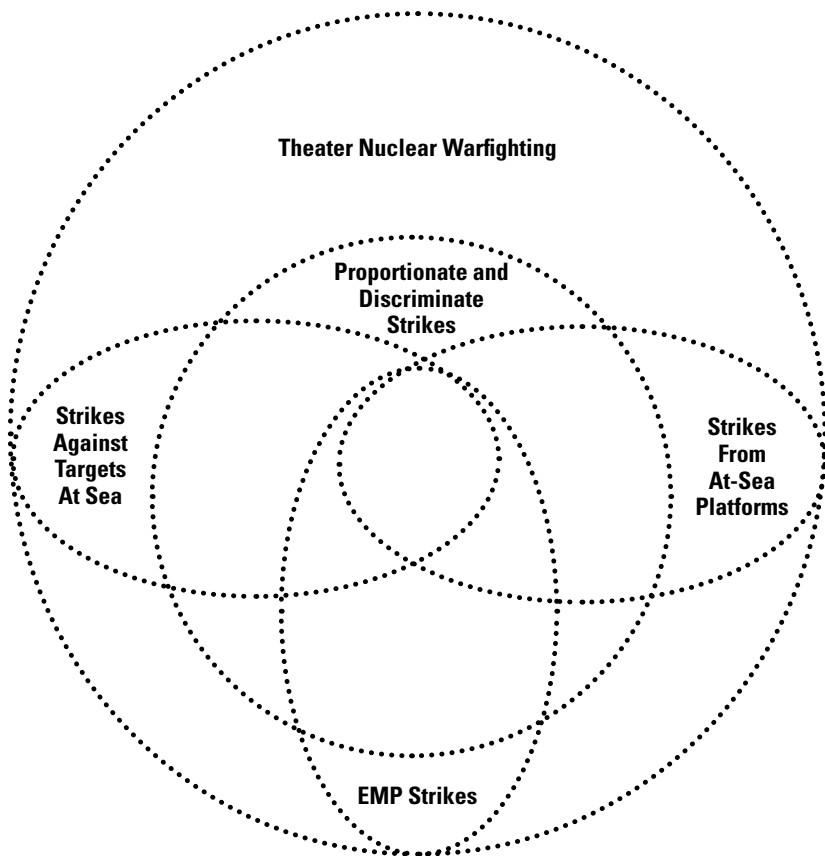 Theater Nuclear Warfighting
Proportionate and
Discriminate
Strikes
Strikes
Against
Targets
At Sea
Strikes
From
At-Sea
Platforms
EMP Strikes